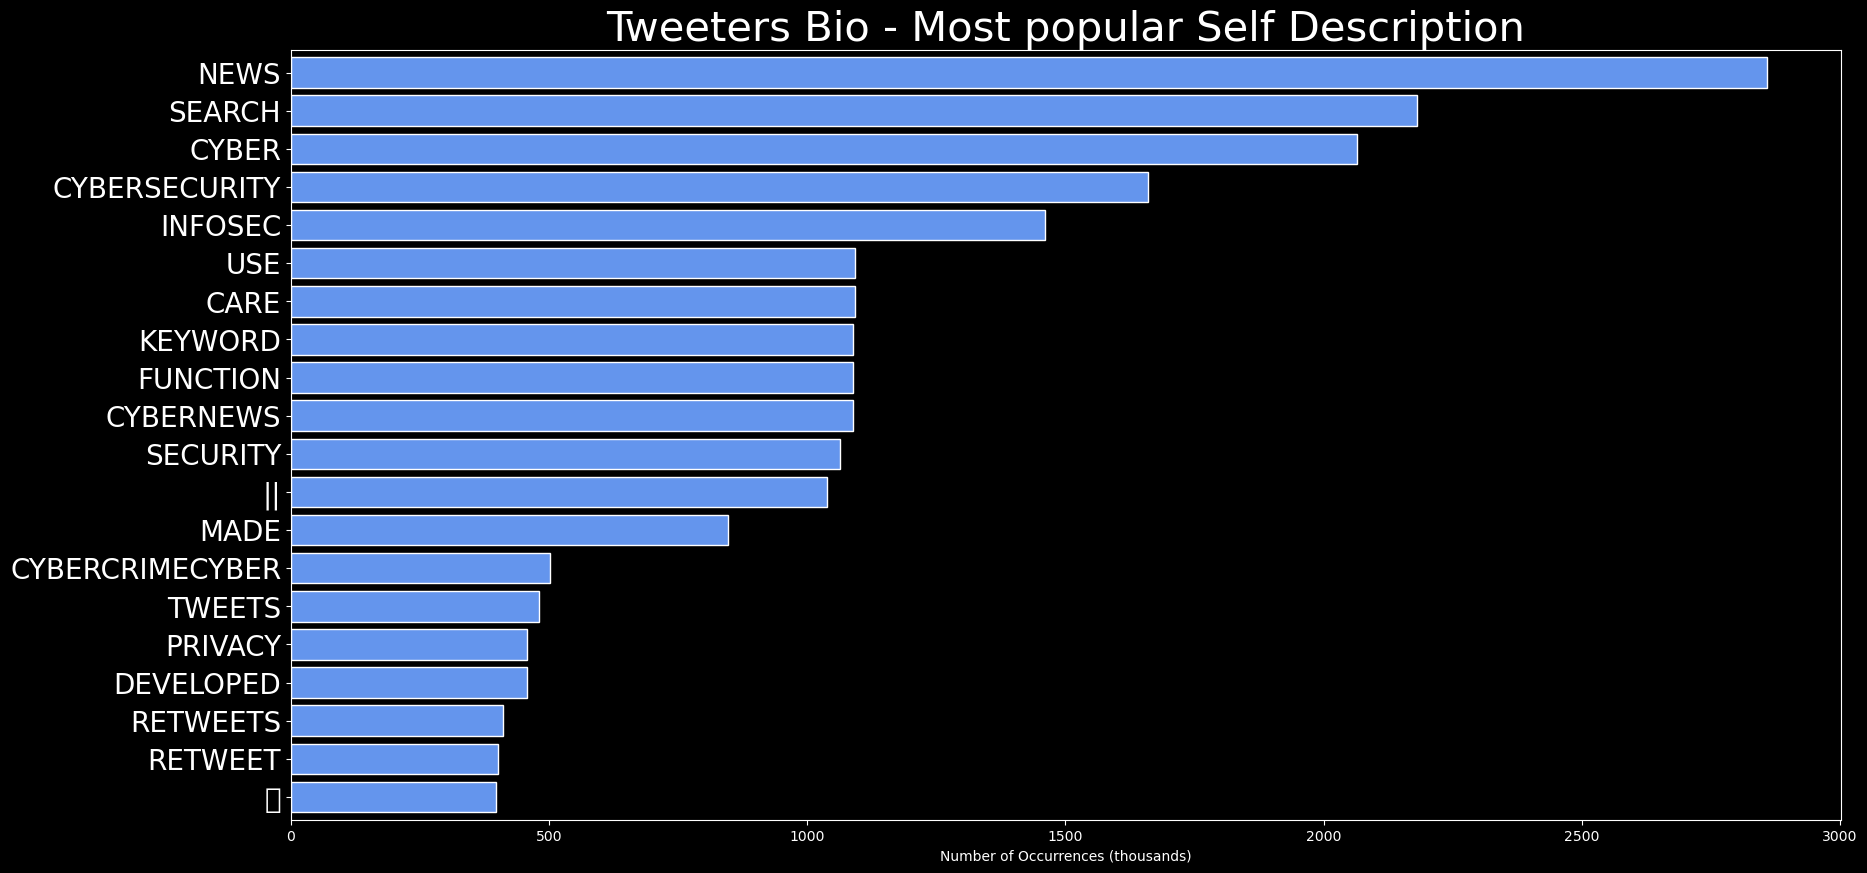 Tweeters Bio - Most popular Self Description
NEWS
SEARCH
CYBER
CYBERSECURITY
INFOSEC
USE
CARE
KEYWORD
FUNCTION
CYBERNEWS
SECURITY
||
MADE
CYBERCRIMECYBER
TWEETS
PRIVACY
DEVELOPED
RETWEETS
RETWEET
0 500 1000 1500 2000 2500 3000
Number of Occurrences (thousands)